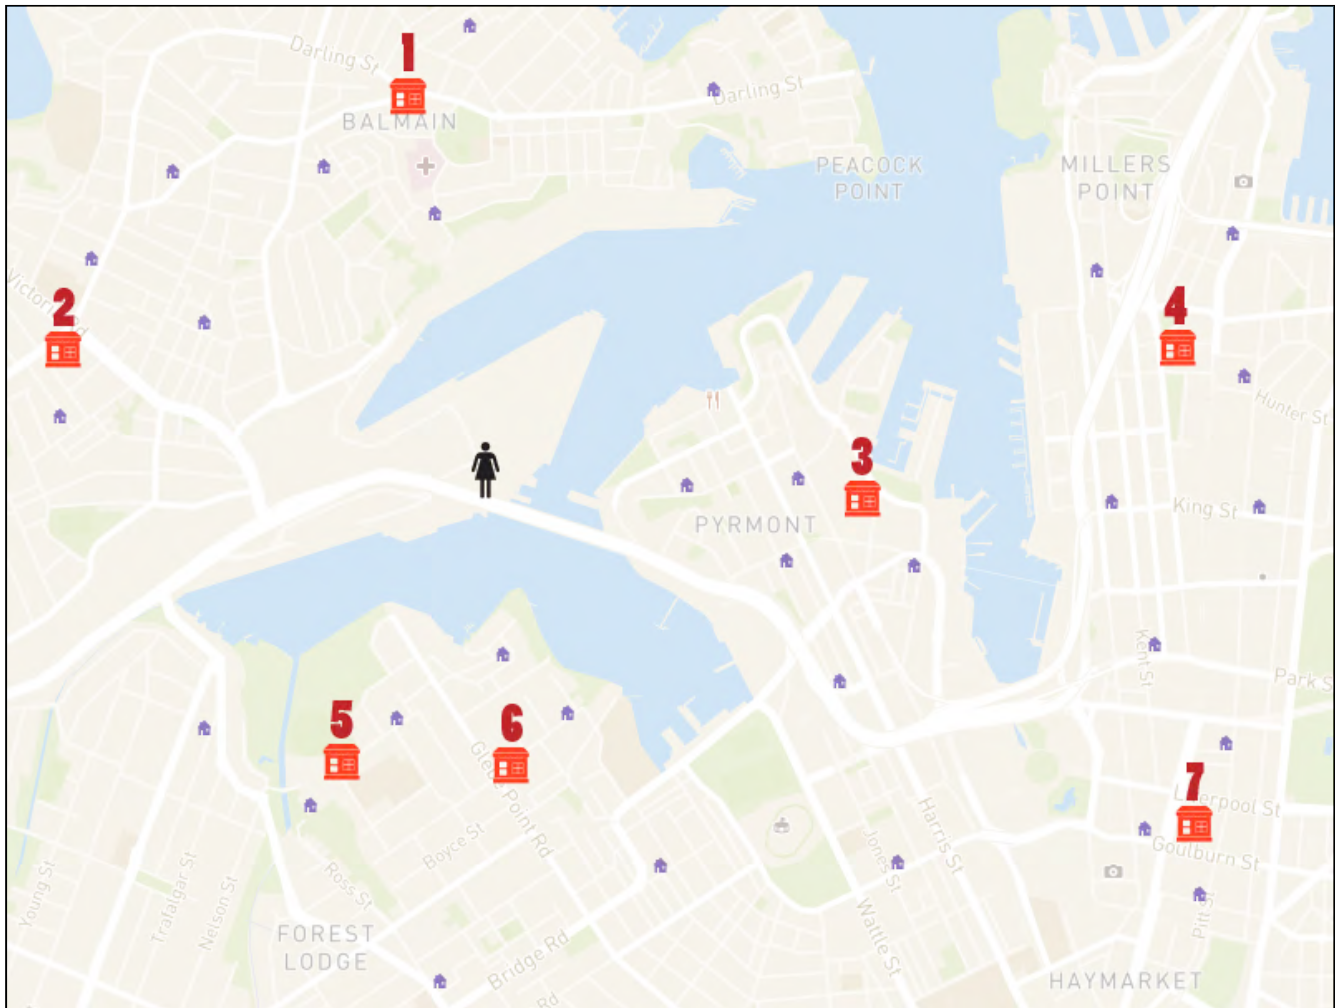 1
Darling St
Darling St
BALMAIN
PEACOCK
POINT
MILLERS
POINT
Victoria Rd
2
4
Hunter St
3
PYRMONT
King St
Kent St
Park S
5
6
7
Glebe Point Rd
Liverpool St
Goulburn St
Boyce St
Harris St
Jones St
Ross St
Young St
Trafalgar St
Nelson St
Pitt St
Wattle St
FOREST
LODGE
Bridge Rd
HAYMARKET
Rd